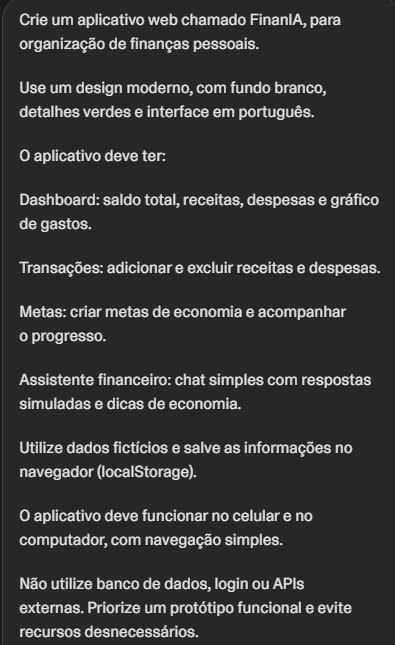 Crie um aplicativo web chamado FinanIA, para
organização de finanças pessoais.
Use um design moderno, com fundo branco,
detalhes verdes e interface em português.
O aplicativo deve ter:
Dashboard: saldo total, receitas, despesas e gráfico
de gastos.
Transações: adicionar e excluir receitas e despesas.
Metas: criar metas de economia e acompanhar
o progresso.
Assistente financeiro: chat simples com respostas
simuladas e dicas de economia.
Utilize dados fictícios e salve as informações no
navegador (localStorage).
O aplicativo deve funcionar no celular e no
computador, com navegação simples.
Não utilize banco de dados, login ou APIs
externas. Priorize um protótipo funcional e evite
recursos desnecessários.